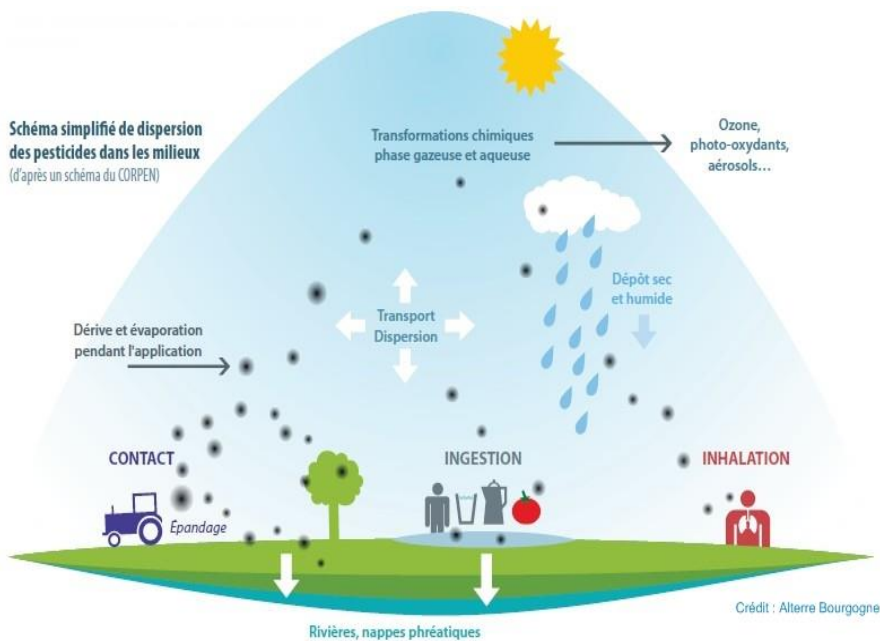 Schéma simplifié de dispersion
des pesticides dans les milieux
(d'après un schéma du CORPEN)
Transformations chimiques
phase gazeuse et aqueuse
Ozone,
photo-oxydants,
aérosols...
Dépôt sec
et humide
Transport
Dispersion
Dérive et évaporation
pendant l'application
CONTACT
INGESTION
INHALATION
Épandage
Crédit : Alterre Bourgogne
Rivières, nappes phréatiques